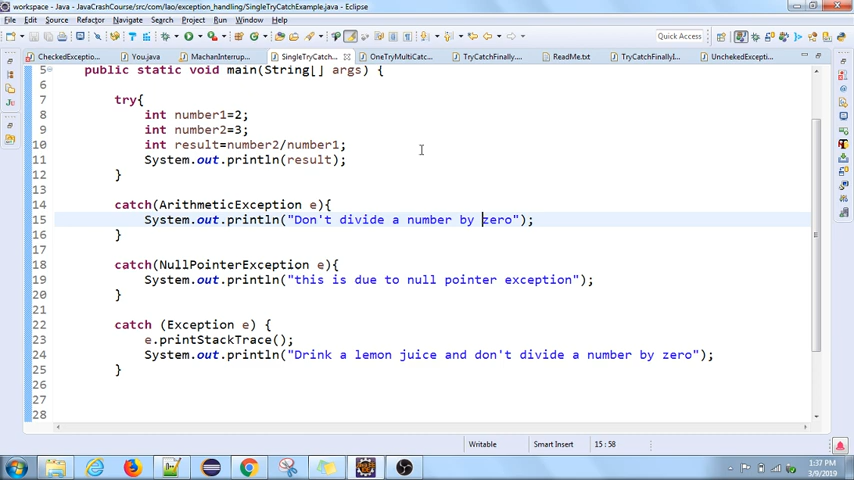 workspace - Java - JavaCrashCourse/src/com/lao/exception_handling/SingleTryCatchExample.java - Eclipse
File Edit Source Refactor Navigate Search Project Run Window Help
CheckedExceptio... You.java MachanInterrup... SingleTryCatch... OneTryMultiCatc... TryCatchFinally.... ReadMe.txt TryCatchFinallyI... UncheckedExcept...
5 public static void main(String[] args) {
6
7 try{
8 int number1=2;
9 int number2=3;
10 int result=number2/number1;
11 System.out.println(result);
12 }
13
14 catch(ArithmeticException e){
15 System.out.println("Don't divide a number by zero");
16 }
17
18 catch(NullPointerException e){
19 System.out.println("this is due to null pointer exception");
20 }
21
22 catch (Exception e) {
23 e.printStackTrace();
24 System.out.println("Drink a lemon juice and don't divide a number by zero");
25 }
26
27
28
Writable Smart Insert 15 : 58
1:37 PM
3/9/2019